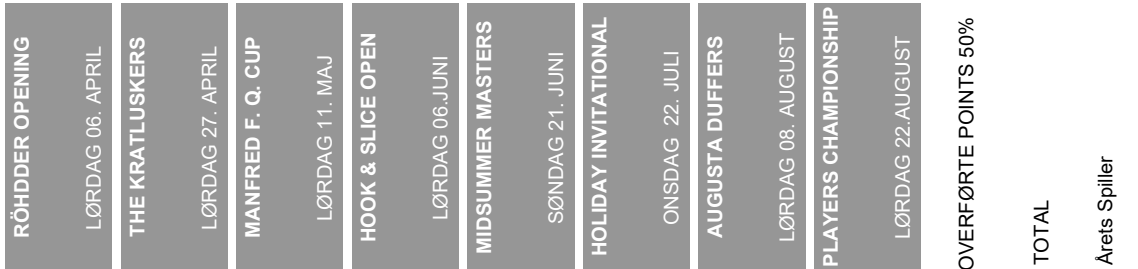 RÖHDDER OPENING
LØRDAG 06. APRIL
THE KRATLUSKERS
LØRDAG 27. APRIL
MANFRED F. Q. CUP
LØRDAG 11. MAJ
HOOK & SLICE OPEN
LØRDAG 06.JUNI
MIDSUMMER MASTERS
SØNDAG 21. JUNI
HOLIDAY INVITATIONAL
ONSDAG 22. JULI
AUGUSTA DUFFERS
LØRDAG 08. AUGUST
PLAYERS CHAMPIONSHIP
LØRDAG 22.AUGUST
OVERFØRTE POINTS 50%
TOTAL
Årets Spiller